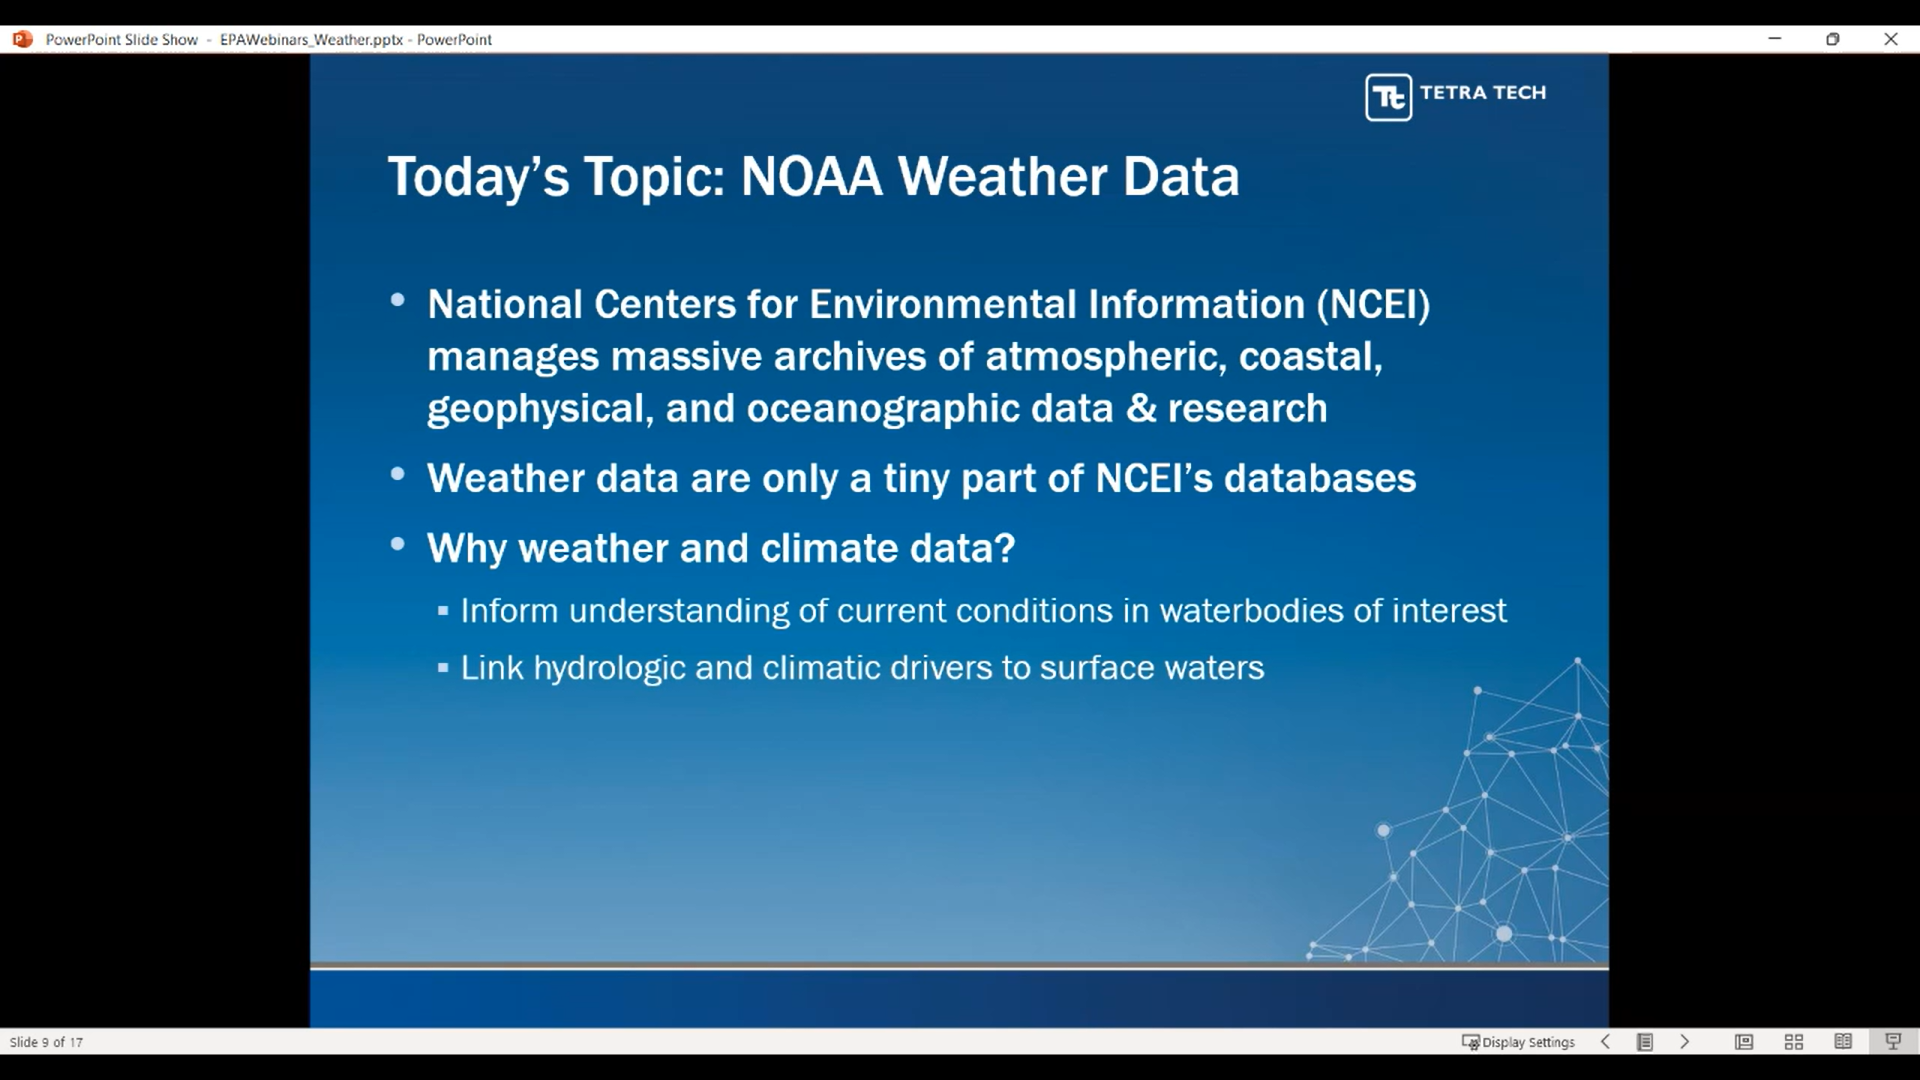 PowerPoint Slide Show - EPAWebinars_Weather.pptx - PowerPoint
Tt TETRA TECH
Today’s Topic: NOAA Weather Data
• National Centers for Environmental Information (NCEI)
manages massive archives of atmospheric, coastal,
geophysical, and oceanographic data & research
• Weather data are only a tiny part of NCEI’s databases
• Why weather and climate data?
▪ Inform understanding of current conditions in waterbodies of interest
▪ Link hydrologic and climatic drivers to surface waters
Slide 9 of 17
Display Settings